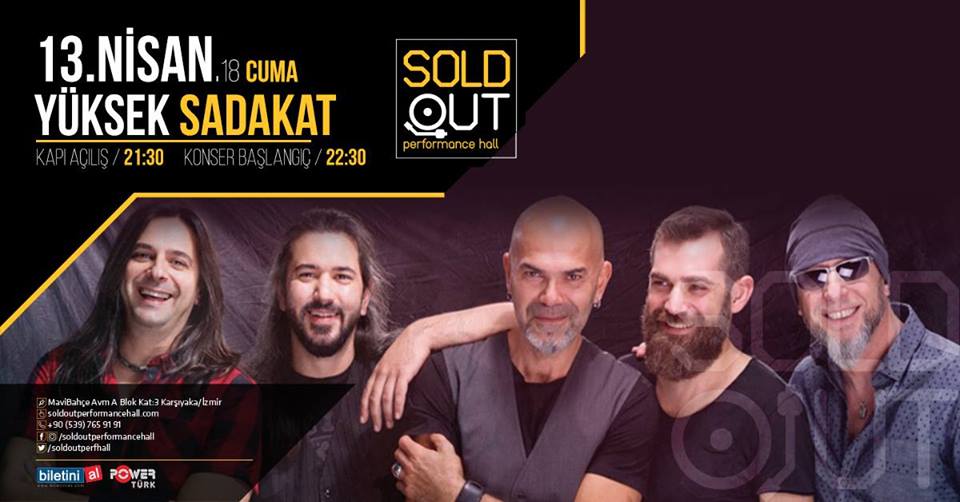 13.NİSAN.18 CUMA
YÜKSEK SADAKAT
KAPI AÇILIŞ / 21:30 KONSER BAŞLANGIÇ / 22:30
SOLD
OUT
performance hall
SOLD
OUT
MaviBahçe Avm A Blok Kat:3 Karşıyaka/İzmir
soldoutperformancehall.com
+90 (539) 765 91 91
/soldoutperformancehall
/soldoutperfhall
biletini al POWER
TÜRK